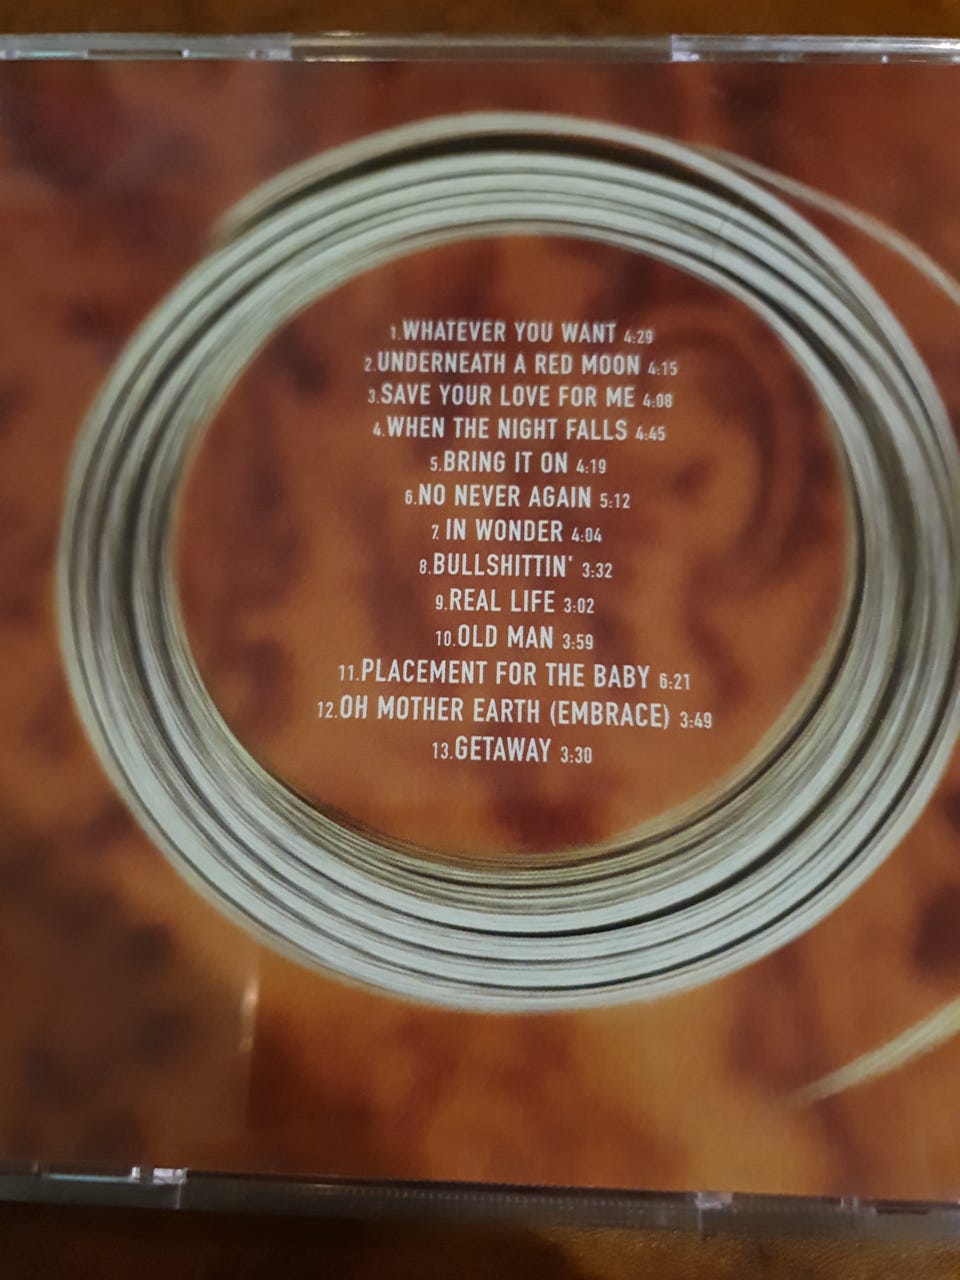 1.WHATEVER YOU WANT 4:29
2.UNDERNEATH A RED MOON 4:15
3.SAVE YOUR LOVE FOR ME 4:08
4.WHEN THE NIGHT FALLS 4:45
5.BRING IT ON 4:19
6.NO NEVER AGAIN 5:12
7.IN WONDER 4:04
8.BULLSHITTIN' 3:32
9.REAL LIFE 3:02
10.OLD MAN 3:59
11.PLACEMENT FOR THE BABY 6:21
12.OH MOTHER EARTH (EMBRACE) 3:49
13.GETAWAY 3:30